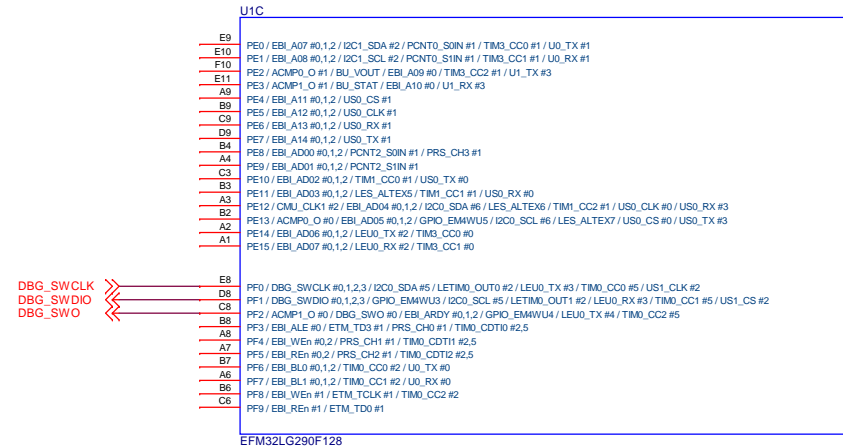 U1C
E9 PE0 / EBI_A07 #0,1,2 / I2C1_SDA #2 / PCNT0_S0IN #1 / TIM3_CC0 #1 / U0_TX #1
E10 PE1 / EBI_A08 #0,1,2 / I2C1_SCL #2 / PCNT0_S1IN #1 / TIM3_CC1 #1 / U0_RX #1
F10 PE2 / ACMP0_O #1 / BU_VOUT / EBI_A09 #0 / TIM3_CC2 #1 / U1_TX #3
E11 PE3 / ACMP1_O #1 / BU_STAT / EBI_A10 #0 / U1_RX #3
A9 PE4 / EBI_A11 #0,1,2 / US0_CS #1
B9 PE5 / EBI_A12 #0,1,2 / US0_CLK #1
C9 PE6 / EBI_A13 #0,1,2 / US0_RX #1
D9 PE7 / EBI_A14 #0,1,2 / US0_TX #1
B4 PE8 / EBI_AD00 #0,1,2 / PCNT2_S0IN #1 / PRS_CH3 #1
A4 PE9 / EBI_AD01 #0,1,2 / PCNT2_S1IN #1
C3 PE10 / EBI_AD02 #0,1,2 / TIM1_CC0 #1 / US0_TX #0
B3 PE11 / EBI_AD03 #0,1,2 / LES_ALTEX5 / TIM1_CC1 #1 / US0_RX #0
A3 PE12 / CMU_CLK1 #2 / EBI_AD04 #0,1,2 / I2C0_SDA #6 / LES_ALTEX6 / TIM1_CC2 #1 / US0_CLK #0 / US0_RX #3
B2 PE13 / ACMP0_O #0 / EBI_AD05 #0,1,2 / GPIO_EM4WU5 / I2C0_SCL #6 / LES_ALTEX7 / US0_CS #0 / US0_TX #3
A2 PE14 / EBI_AD06 #0,1,2 / LEU0_TX #2 / TIM3_CC0 #0
A1 PE15 / EBI_AD07 #0,1,2 / LEU0_RX #2 / TIM3_CC1 #0
DBG_SWCLK E8 PF0 / DBG_SWCLK #0,1,2,3 / I2C0_SDA #5 / LETIM0_OUT0 #2 / LEU0_TX #3 / TIM0_CC0 #5 / US1_CLK #2
DBG_SWDIO D8 PF1 / DBG_SWDIO #0,1,2,3 / GPIO_EM4WU3 / I2C0_SCL #5 / LETIM0_OUT1 #2 / LEU0_RX #3 / TIM0_CC1 #5 / US1_CS #2
DBG_SWO C8 PF2 / ACMP1_O #0 / DBG_SWO #0 / EBI_ARDY #0,1,2 / GPIO_EM4WU4 / LEU0_TX #4 / TIM0_CC2 #5
B8 PF3 / EBI_ALE #0 / ETM_TD3 #1 / PRS_CH0 #1 / TIM0_CDTI0 #2,5
A8 PF4 / EBI_WEn #0,2 / PRS_CH1 #1 / TIM0_CDTI1 #2,5
A7 PF5 / EBI_REn #0,2 / PRS_CH2 #1 / TIM0_CDTI2 #2,5
B7 PF6 / EBI_BL0 #0,1,2 / TIM0_CC0 #2 / U0_TX #0
A6 PF7 / EBI_BL1 #0,1,2 / TIM0_CC1 #2 / U0_RX #0
B6 PF8 / EBI_WEn #1 / ETM_TCLK #1 / TIM0_CC2 #2
C6 PF9 / EBI_REn #1 / ETM_TD0 #1
EFM32LG290F128